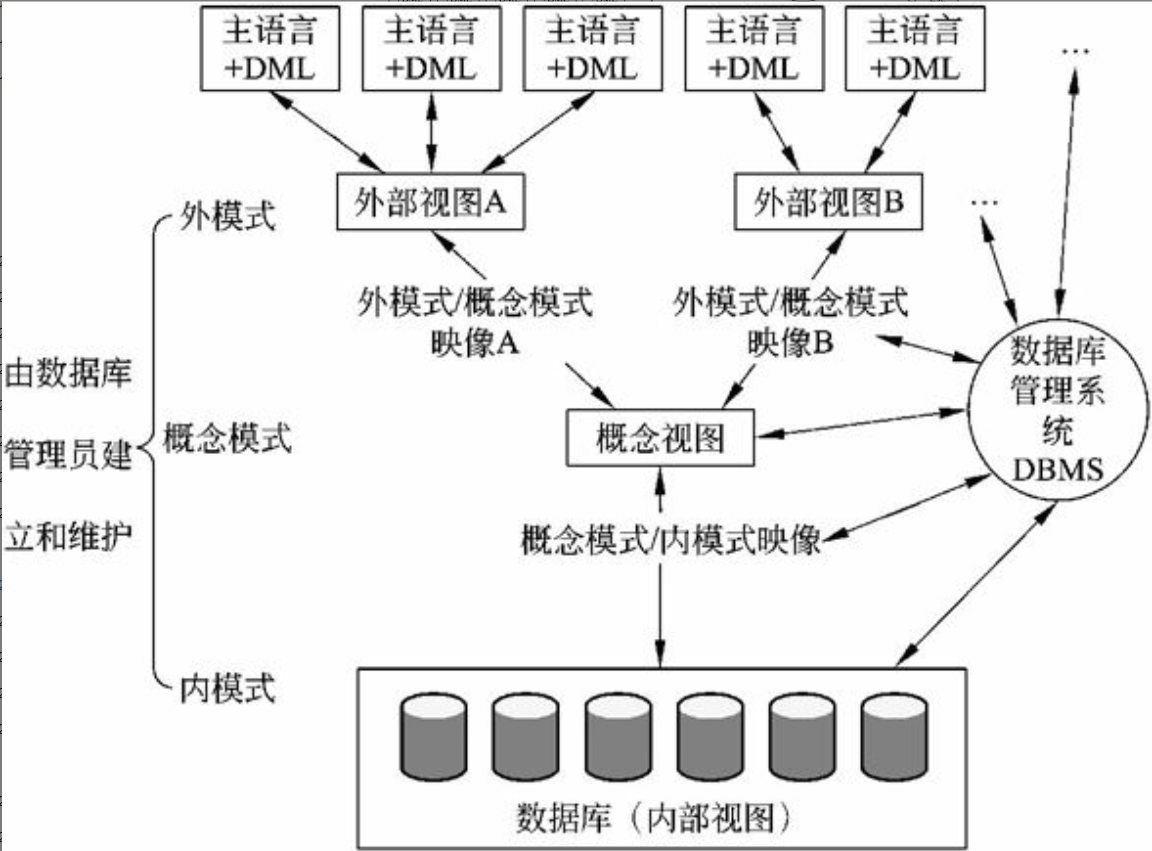 主语言
+DML
主语言
+DML
主语言
+DML
主语言
+DML
主语言
+DML
...
外部视图A
外部视图B
...
外模式
外模式/概念模式
映像A
外模式/概念模式
映像B
由数据库
管理员建
立和维护
概念模式
概念视图
数据库
管理系
统
DBMS
概念模式/内模式映像
内模式
数据库（内部视图）